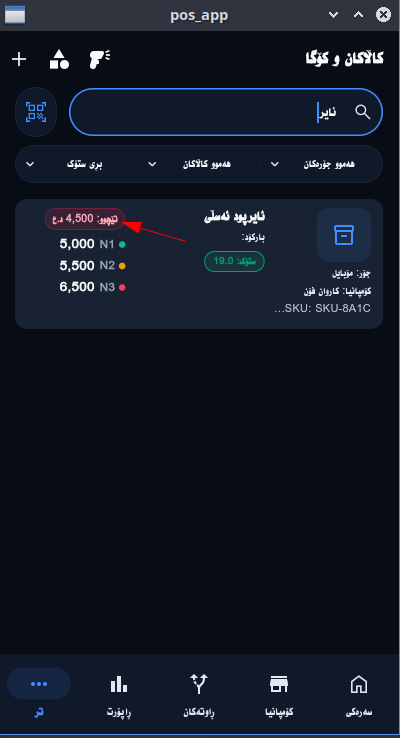 pos_app
کاڵاکان و کۆگا
ئایر
هەموو جۆرەکان
هەموو کاڵاکان
بڕی ستۆک
ئایرپود ئەسڵی
بارکۆد:
ستۆک: 19.0
تێچوو: 4,500 د.ع
5,000 N1
5,500 N2
6,500 N3
جۆر: مۆبایل
کۆمپانیا: کاروان فۆن
SKU: SKU-8A1C...
سەرەکی
کۆمپانیا
ڕاوتەکان
ڕاپۆرت
تر